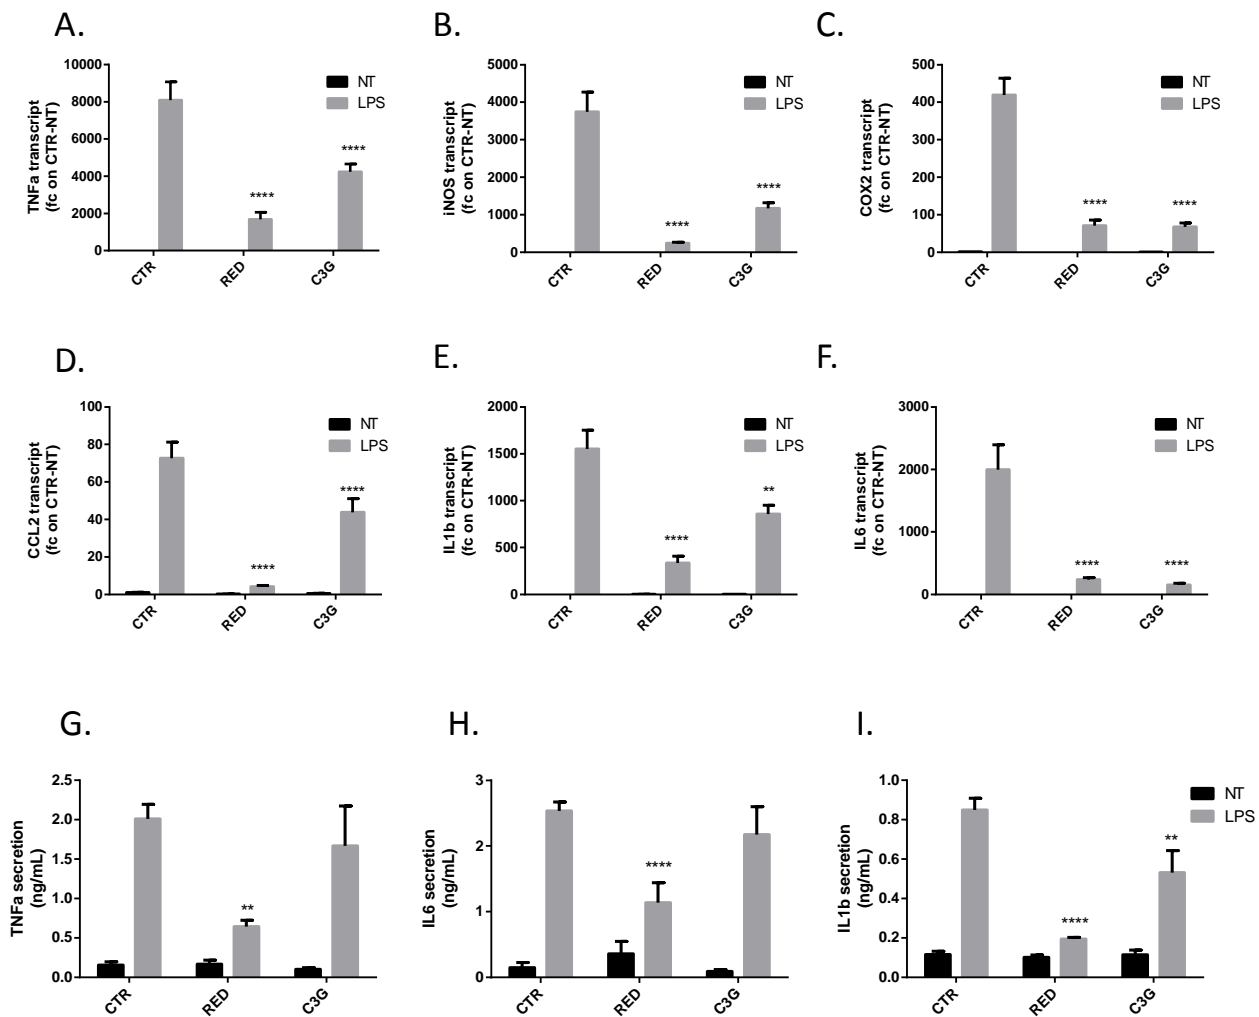 A.
TNFa transcript
(fc on CTR-NT)
10000
8000
6000
4000
2000
0
NT
LPS
****
****
CTR
RED
C3G
B.
iNOS transcript
(fc on CTR-NT)
5000
4000
3000
2000
1000
0
NT
LPS
****
****
CTR
RED
C3G
C.
COX2 transcript
(fc on CTR-NT)
500
400
300
200
100
0
NT
LPS
****
****
CTR
RED
C3G
D.
CCL2 transcript
(fc on CTR-NT)
100
80
60
40
20
0
NT
LPS
****
****
CTR
RED
C3G
E.
IL1b transcript
(fc on CTR-NT)
2000
1500
1000
500
0
NT
LPS
****
**
CTR
RED
C3G
F.
IL6 transcript
(fc on CTR-NT)
3000
2000
1000
0
NT
LPS
****
****
CTR
RED
C3G
G.
TNFa secretion
(ng/mL)
2.5
2.0
1.5
1.0
0.5
0.0
**
CTR
RED
C3G
H.
IL6 secretion
(ng/mL)
3
2
1
0
****
CTR
RED
C3G
I.
IL1b secretion
(ng/mL)
1.0
0.8
0.6
0.4
0.2
0.0
NT
LPS
****
**
CTR
RED
C3G